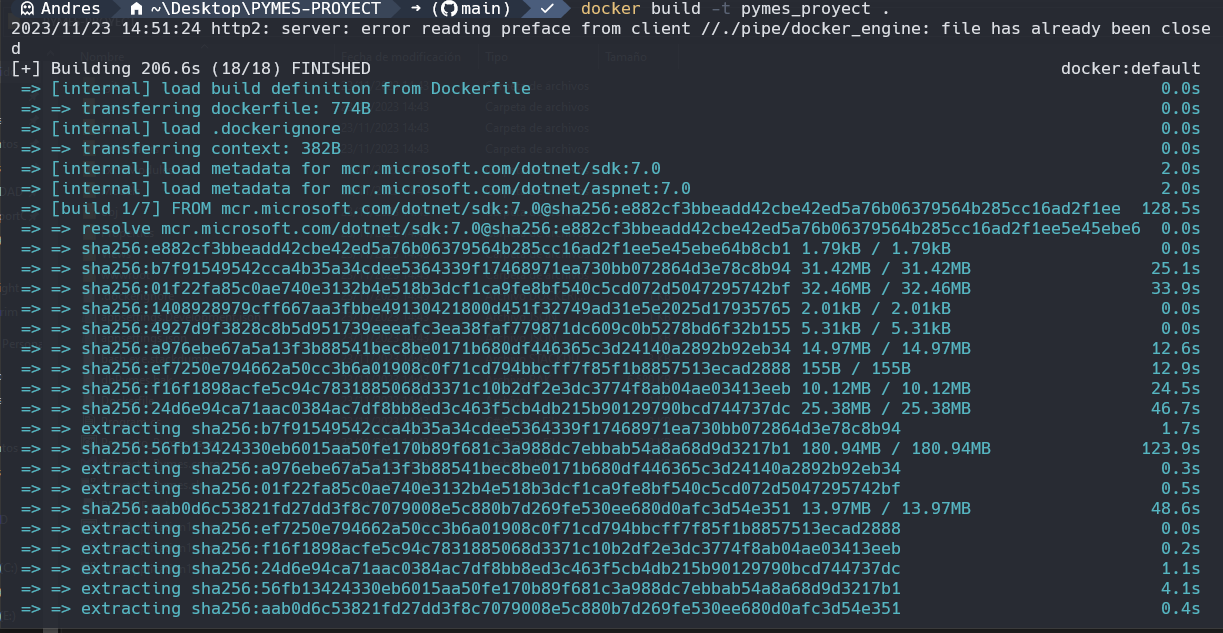 Andres ~\Desktop\PYMES-PROYECT → (main) ✓ docker build -t pymes_proyect .
2023/11/23 14:51:24 http2: server: error reading preface from client //./pipe/docker_engine: file has already been close
d
[+] Building 206.6s (18/18) FINISHED docker:default
=> [internal] load build definition from Dockerfile 0.0s
=> => transferring dockerfile: 774B 0.0s
=> [internal] load .dockerignore 0.0s
=> => transferring context: 382B 0.0s
=> [internal] load metadata for mcr.microsoft.com/dotnet/sdk:7.0 2.0s
=> [internal] load metadata for mcr.microsoft.com/dotnet/aspnet:7.0 2.0s
=> [build 1/7] FROM mcr.microsoft.com/dotnet/sdk:7.0@sha256:e882cf3bbeadd42cbe42ed5a76b06379564b285cc16ad2f1ee 128.5s
=> => resolve mcr.microsoft.com/dotnet/sdk:7.0@sha256:e882cf3bbeadd42cbe42ed5a76b06379564b285cc16ad2f1ee5e45ebe6 0.0s
=> => sha256:e882cf3bbeadd42cbe42ed5a76b06379564b285cc16ad2f1ee5e45ebe64b8cb1 1.79kB / 1.79kB 0.0s
=> => sha256:b7f91549542cca4b35a34cdee5364339f17468971ea730bb072864d3e78c8b94 31.42MB / 31.42MB 25.1s
=> => sha256:01f22fa85c0ae740e3132b4e518b3dcf1ca9fe8bf540c5cd072d5047295742bf 32.46MB / 32.46MB 33.9s
=> => sha256:1408928979cff667aa3fbbe49130421800d451f32749ad31e5e2025d17935765 2.01kB / 2.01kB 0.0s
=> => sha256:4927d9f3828c8b5d951739eeeafc3ea38faf779871dc609c0b5278bd6f32b155 5.31kB / 5.31kB 0.0s
=> => sha256:a976ebe67a5a13f3b88541bec8be0171b680df446365c3d24140a2892b92eb34 14.97MB / 14.97MB 12.6s
=> => sha256:ef7250e794662a50cc3b6a01908c0f71cd794bbcff7f85f1b8857513ecad2888 155B / 155B 12.9s
=> => sha256:f16f1898acfe5c94c7831885068d3371c10b2df2e3dc3774f8ab04ae03413eeb 10.12MB / 10.12MB 24.5s
=> => sha256:24d6e94ca71aac0384ac7df8bb8ed3c463f5cb4db215b90129790bcd744737dc 25.38MB / 25.38MB 46.7s
=> => extracting sha256:b7f91549542cca4b35a34cdee5364339f17468971ea730bb072864d3e78c8b94 1.7s
=> => sha256:56fb13424330eb6015aa50fe170b89f681c3a988dc7ebbab54a8a68d9d3217b1 180.94MB / 180.94MB 123.9s
=> => extracting sha256:a976ebe67a5a13f3b88541bec8be0171b680df446365c3d24140a2892b92eb34 0.3s
=> => extracting sha256:01f22fa85c0ae740e3132b4e518b3dcf1ca9fe8bf540c5cd072d5047295742bf 0.5s
=> => sha256:aab0d6c53821fd27dd3f8c7079008e5c880b7d269fe530ee680d0afc3d54e351 13.97MB / 13.97MB 48.6s
=> => extracting sha256:ef7250e794662a50cc3b6a01908c0f71cd794bbcff7f85f1b8857513ecad2888 0.0s
=> => extracting sha256:f16f1898acfe5c94c7831885068d3371c10b2df2e3dc3774f8ab04ae03413eeb 0.2s
=> => extracting sha256:24d6e94ca71aac0384ac7df8bb8ed3c463f5cb4db215b90129790bcd744737dc 1.1s
=> => extracting sha256:56fb13424330eb6015aa50fe170b89f681c3a988dc7ebbab54a8a68d9d3217b1 4.1s
=> => extracting sha256:aab0d6c53821fd27dd3f8c7079008e5c880b7d269fe530ee680d0afc3d54e351 0.4s